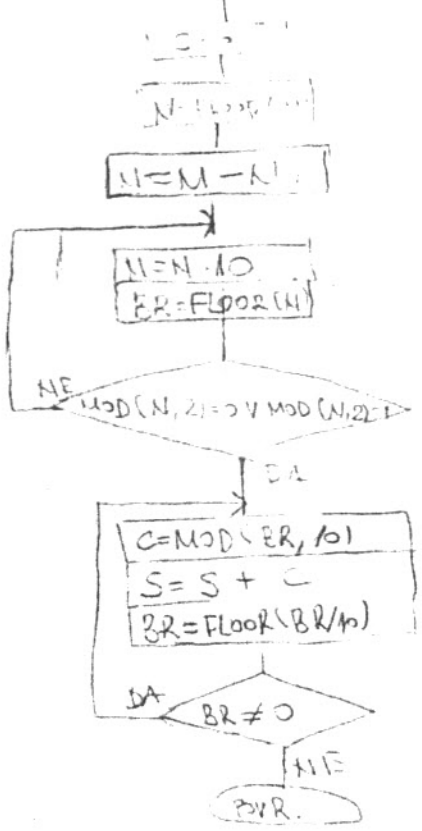 N=M-N
N=N·10
BR=FLOOR(N)
NE
MOD(N,2)=0 V MOD(N,2)=1
DA
C=MOD(BR,10)
S=S+C
BR=FLOOR(BR/10)
DA
BR≠0
NE
POVR.